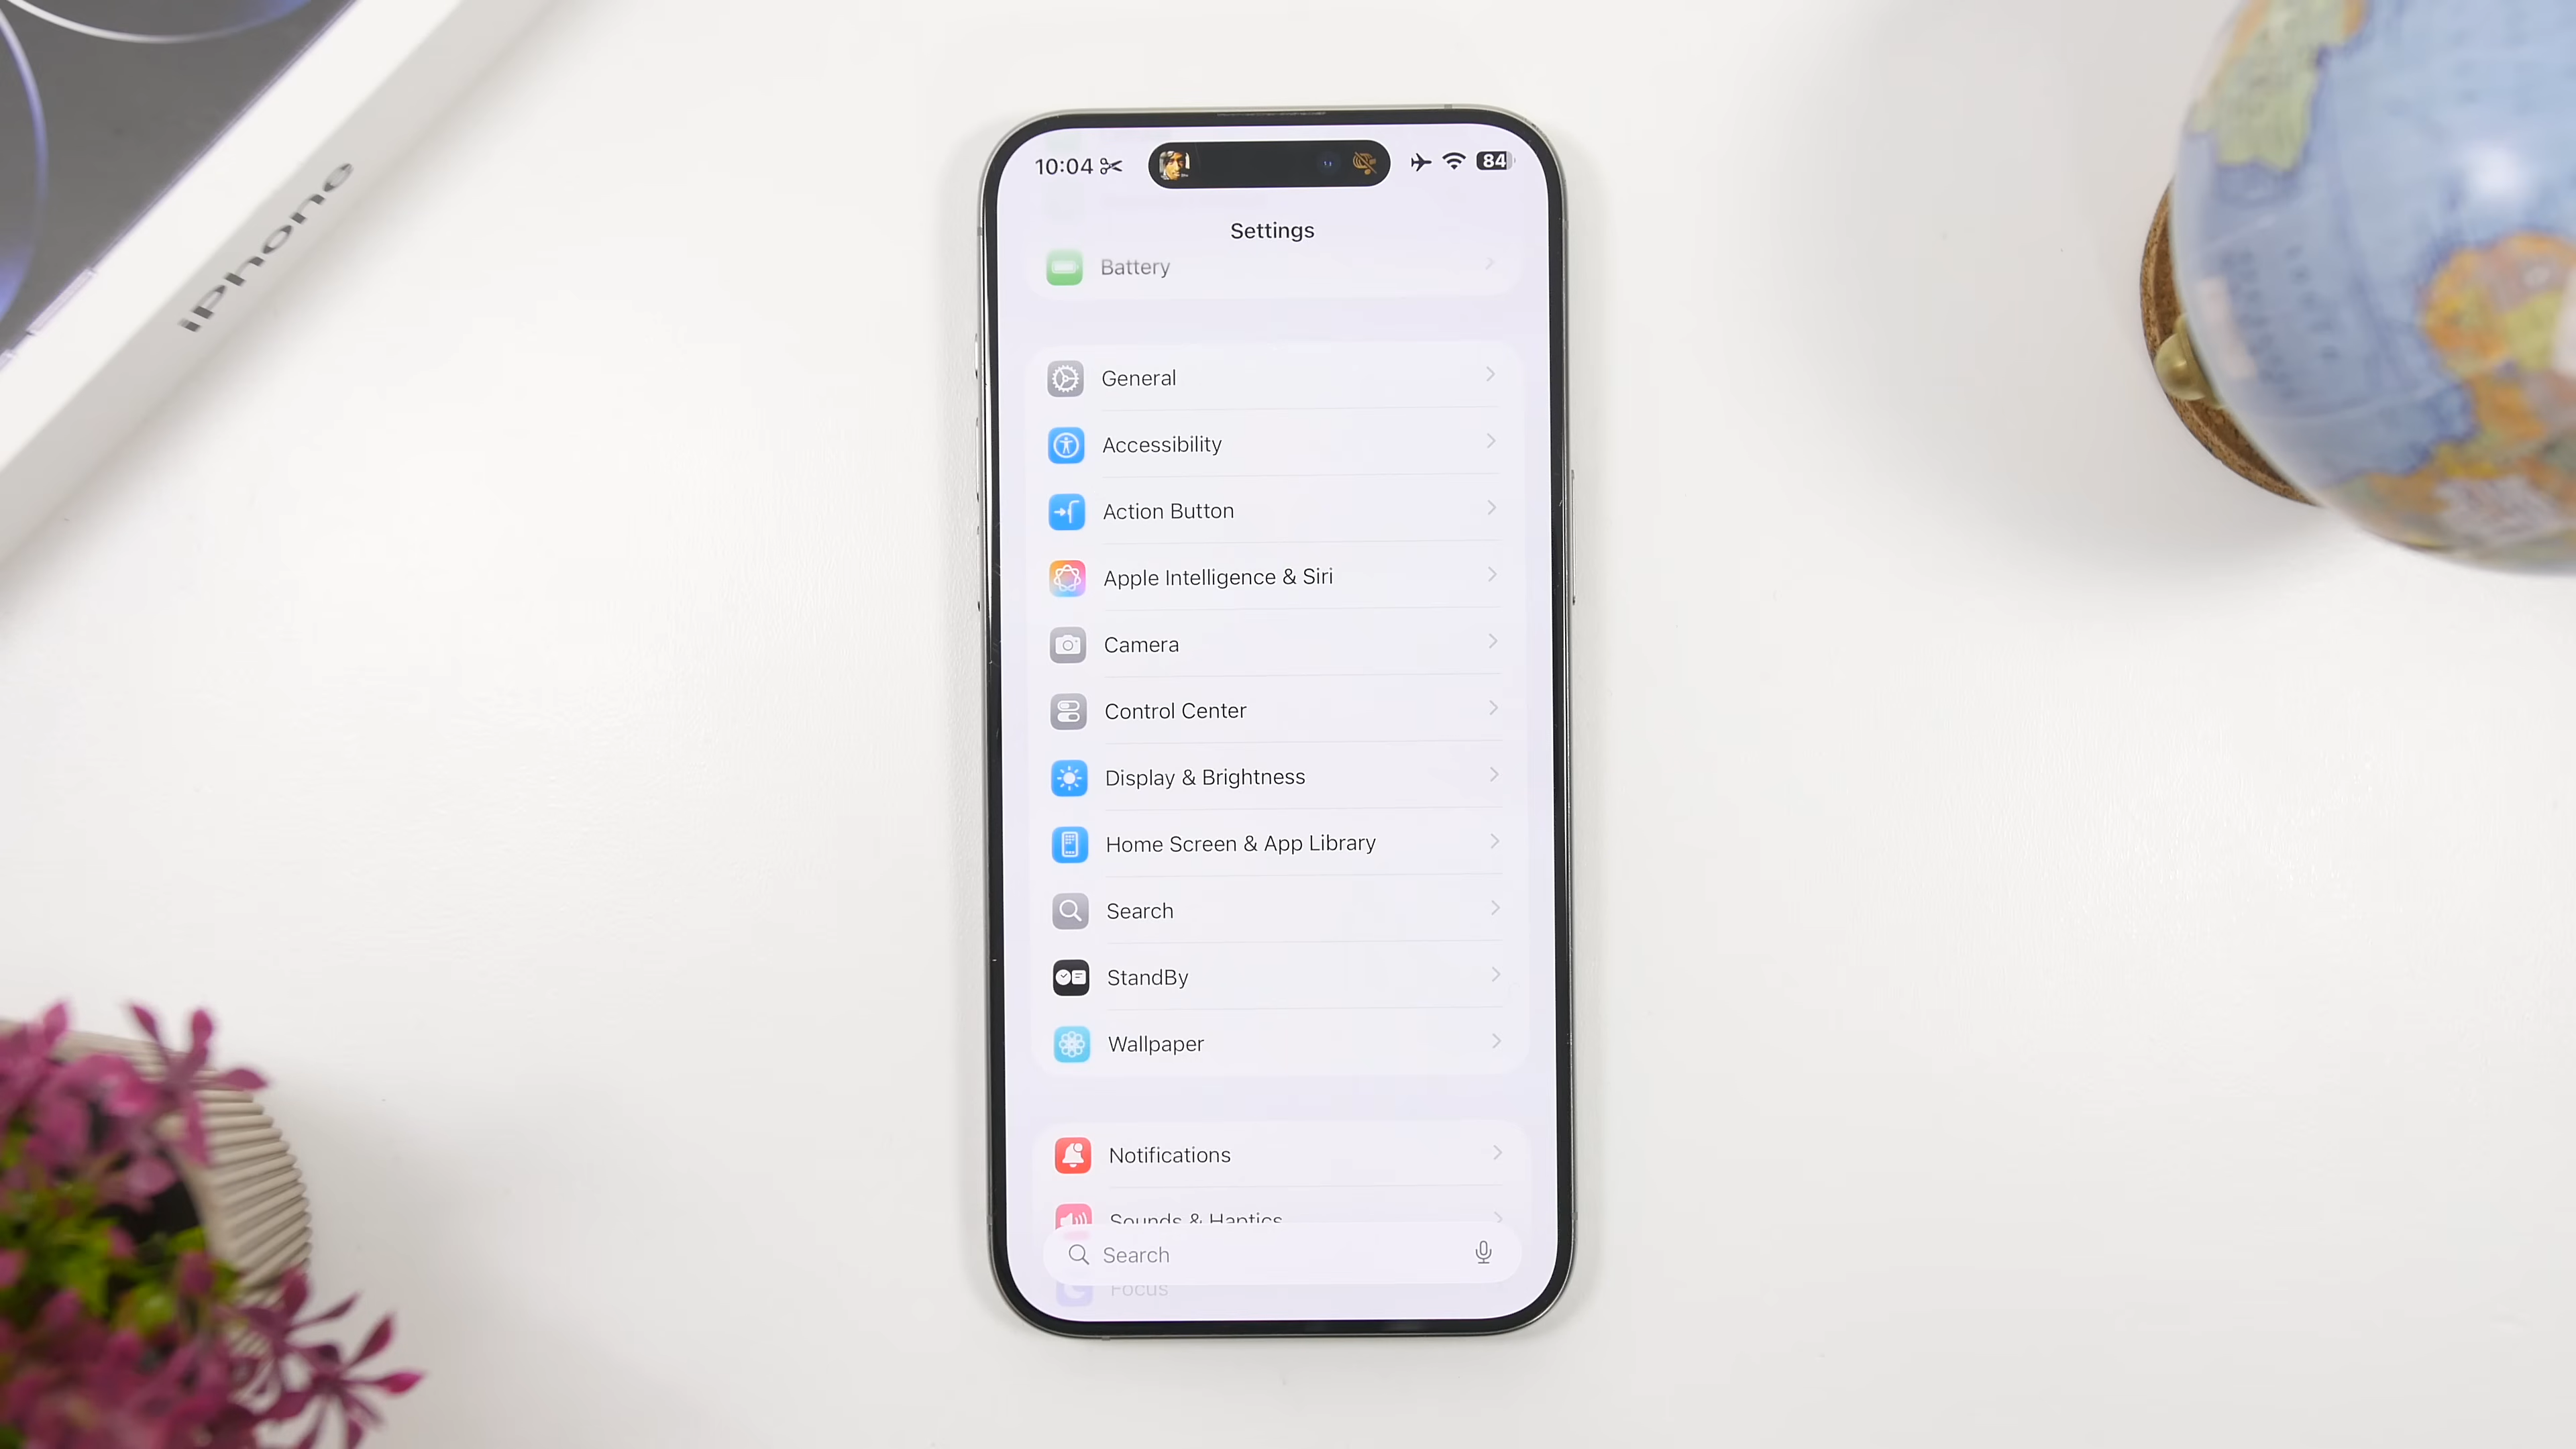 iPhone
10:04
84
Settings
Battery
General
Accessibility
Action Button
Apple Intelligence & Siri
Camera
Control Center
Display & Brightness
Home Screen & App Library
Search
StandBy
Wallpaper
Notifications
Sounds & Haptics
Search
Focus